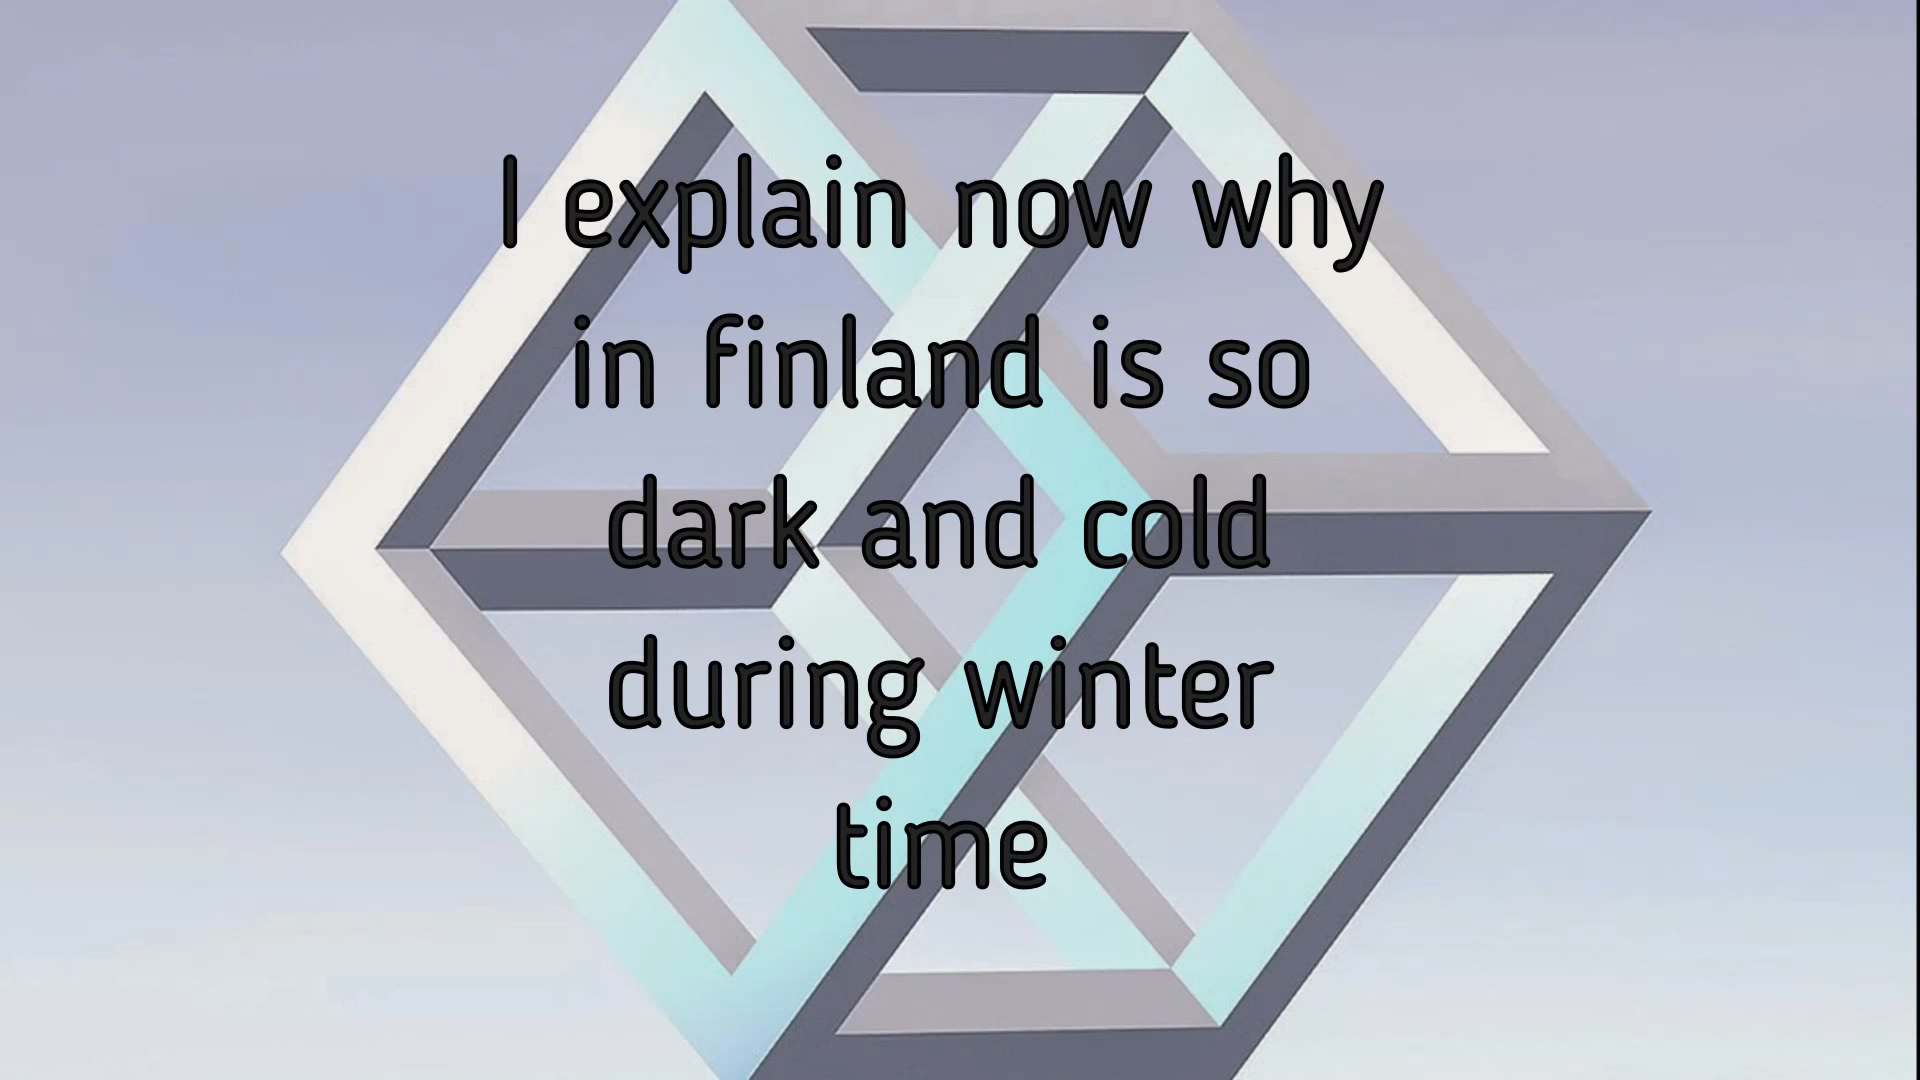 I explain now why
in finland is so
dark and cold
during winter
time